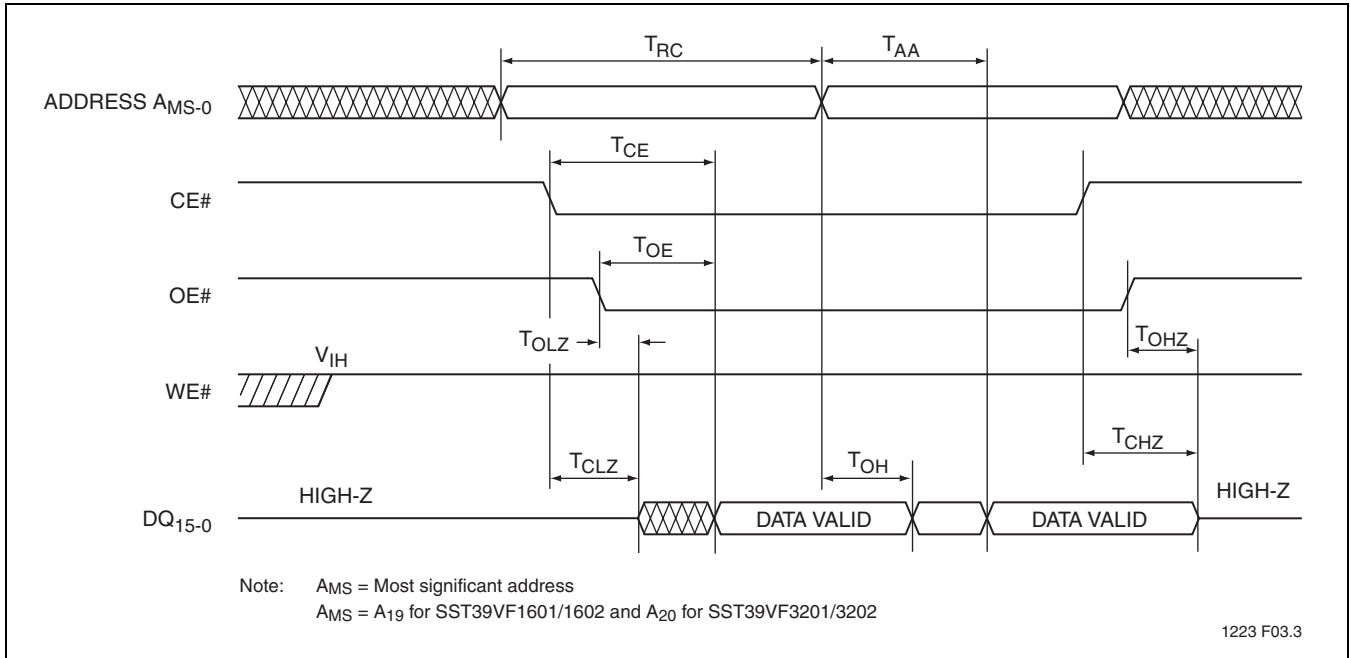 TRC TAA
ADDRESS AMS-0
TCE
CE#
TOE
OE#
TOLZ TOHZ
VIH
WE#
TCLZ TOH TCHZ
HIGH-Z HIGH-Z
DQ15-0 DATA VALID DATA VALID
Note: AMS = Most significant address
AMS = A19 for SST39VF1601/1602 and A20 for SST39VF3201/3202
1223 F03.3